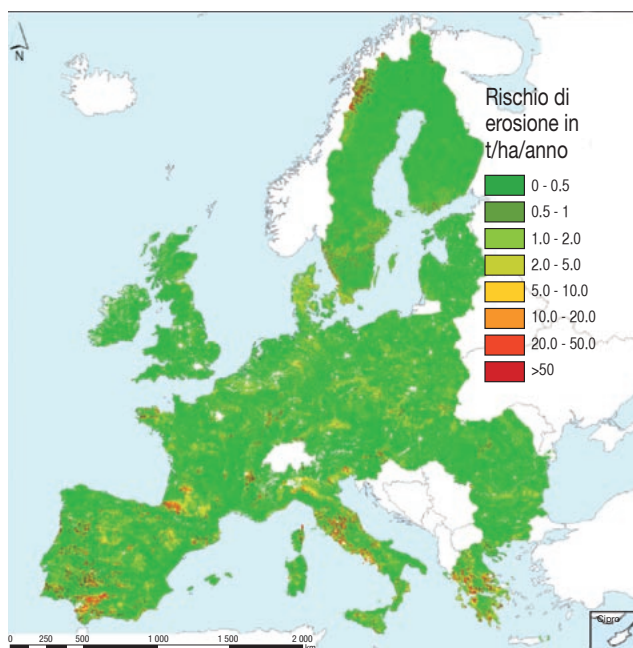 N
Rischio di
erosione in
t/ha/anno
0 - 0.5
0.5 - 1
1.0 - 2.0
2.0 - 5.0
5.0 - 10.0
10.0 - 20.0
20.0 - 50.0
>50
Cipro
0 250 500 1 000 1 500 2 000
km